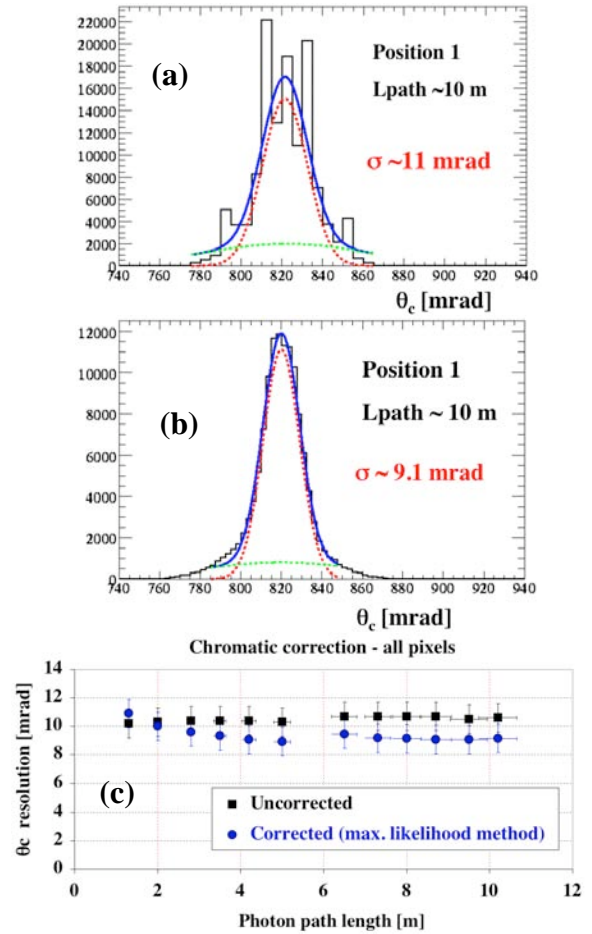 22000
20000
18000
16000
14000
12000
10000
8000
6000
4000
2000
0
(a)
Position 1
Lpath ~10 m
σ ~11 mrad
740 760 780 800 820 840 860 880 900 920 940
θ_c [mrad]
12000
10000
8000
6000
4000
2000
0
(b)
Position 1
Lpath ~ 10 m
σ ~ 9.1 mrad
740 760 780 800 820 840 860 880 900 920 940
θ_c [mrad]
Chromatic correction - all pixels
θc resolution [mrad]
14
12
10
8
6
4
2
0
(c)
Uncorrected
Corrected (max. likelihood method)
0 2 4 6 8 10 12
Photon path length [m]